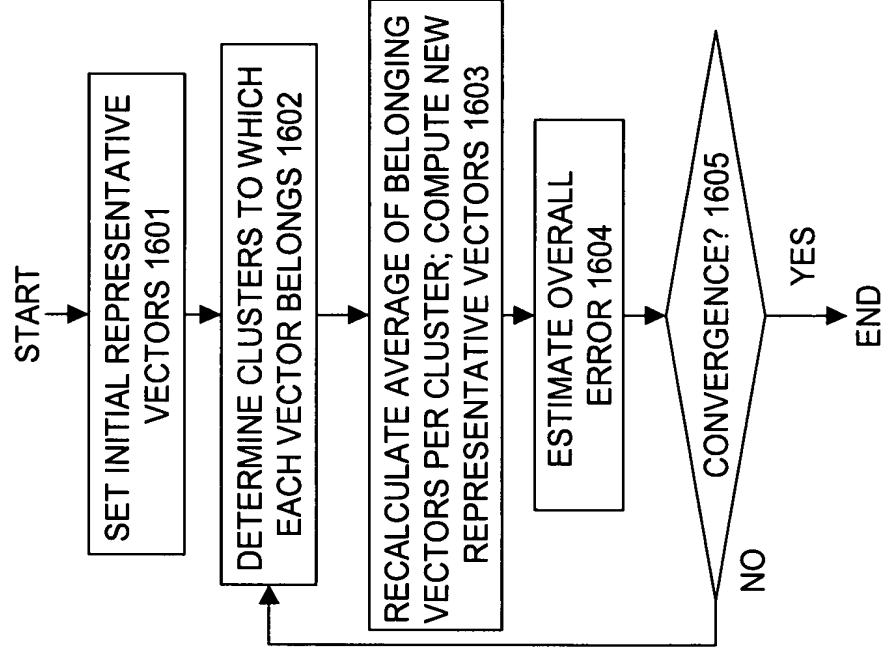 START
SET INITIAL REPRESENTATIVE
VECTORS 1601
DETERMINE CLUSTERS TO WHICH
EACH VECTOR BELONGS 1602
RECALCULATE AVERAGE OF BELONGING
VECTORS PER CLUSTER; COMPUTE NEW
REPRESENTATIVE VECTORS 1603
ESTIMATE OVERALL
ERROR 1604
CONVERGENCE? 1605
NO
YES
END